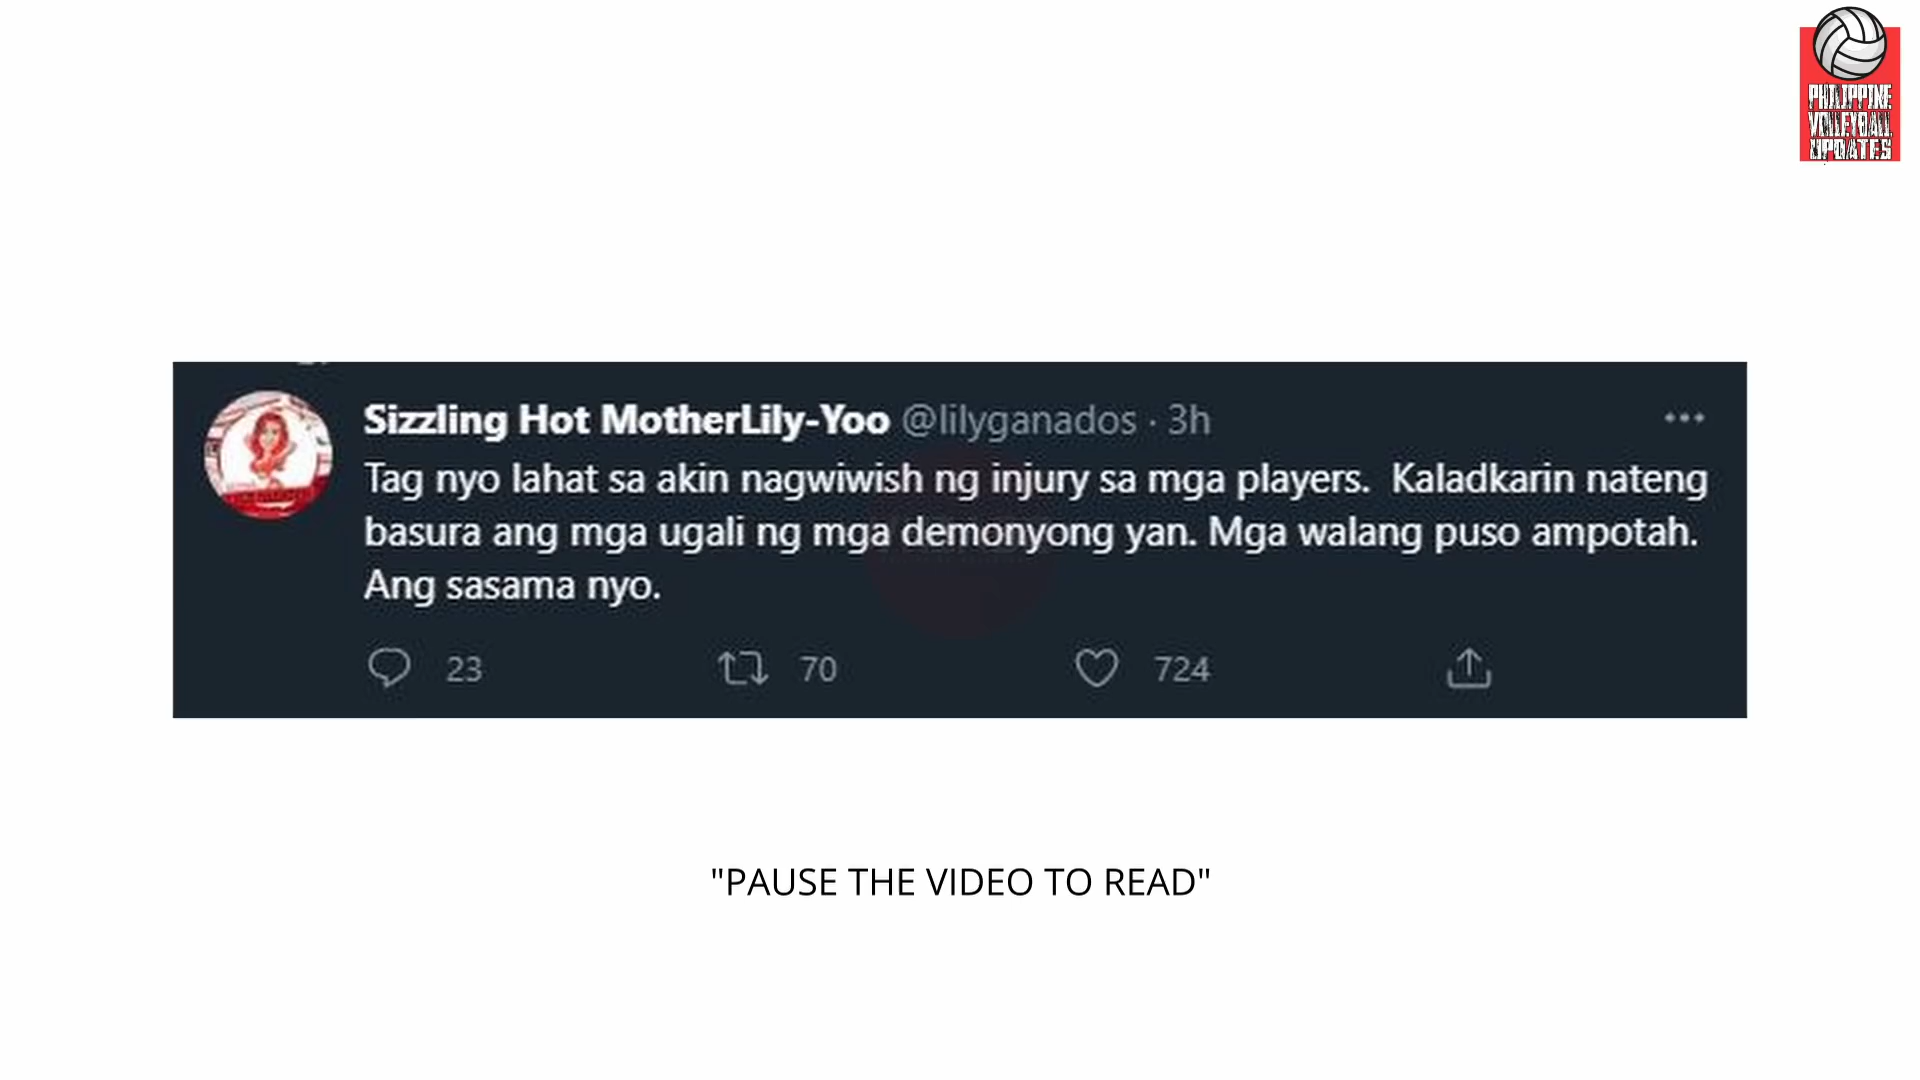 PHILIPPINE
VOLLEYBALL
UPDATES
Sizzling Hot MotherLily-Yoo @lilyganados · 3h
Tag nyo lahat sa akin nagwiwish ng injury sa mga players. Kaladkarin nateng
basura ang mga ugali ng mga demonyong yan. Mga walang puso ampotah.
Ang sasama nyo.
23 70 724
"PAUSE THE VIDEO TO READ"